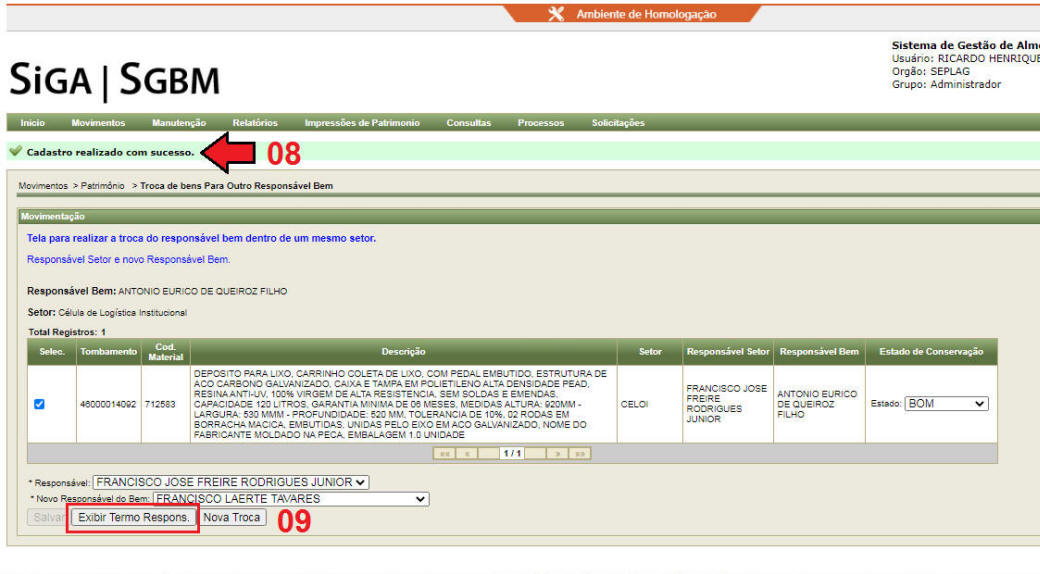 Ambiente de Homologação
Sistema de Gestão de
Usuário: RICARDO HENRIQUE
Orgão: SEPLAG
Grupo: Administrador
SiGA | SGBM
Início Movimentos Manutenção Relatórios Impressões de Patrimonio Consultas Processos Solicitações
Cadastro realizado com sucesso. 08
Movimentos > Patrimônio > Troca de bens Para Outro Responsável Bem
Movimentação
Tela para realizar a troca do responsável bem dentro de um mesmo setor.
Responsável Setor e novo Responsável Bem.
Responsável Bem: ANTONIO EURICO DE QUEIROZ FILHO
Setor: Célula de Logística Institucional
Total Registros: 1
Selec. Tombamento Cod. Material Descrição Setor Responsável Setor Responsável Bem Estado de Conservação
46000014092 712583
DEPOSITO PARA LIXO, CARRINHO COLETA DE LIXO, COM PEDAL EMBUTIDO, ESTRUTURA DE
ACO CARBONO GALVANIZADO, CAIXA E TAMPA EM POLIETILENO ALTA DENSIDADE PEAD,
RESINA ANTI-UV, 100% VIRGEM DE ALTA RESISTENCIA, SEM SOLDAS E EMENDAS,
CAPACIDADE 120 LITROS, GARANTIA MINIMA DE 06 MESES, MEDIDAS ALTURA: 920MM -
LARGURA: 530 MMM - PROFUNDIDADE: 520 MM, TOLERANCIA DE 10%, 02 RODAS EM
BORRACHA MACICA, EMBUTIDAS, UNIDAS PELO EIXO EM ACO GALVANIZADO, NOME DO
FABRICANTE MOLDADO NA PECA, EMBALAGEM 1.0 UNIDADE
CELOI
FRANCISCO JOSE
FREIRE
RODRIGUES
JUNIOR
ANTONIO EURICO
DE QUEIROZ
FILHO
Estado: BOM
«« « 1 / 1 » »»
* Responsável: FRANCISCO JOSE FREIRE RODRIGUES JUNIOR
* Novo Responsável do Bem: FRANCISCO LAERTE TAVARES
Salvar Exibir Termo Respons. Nova Troca 09